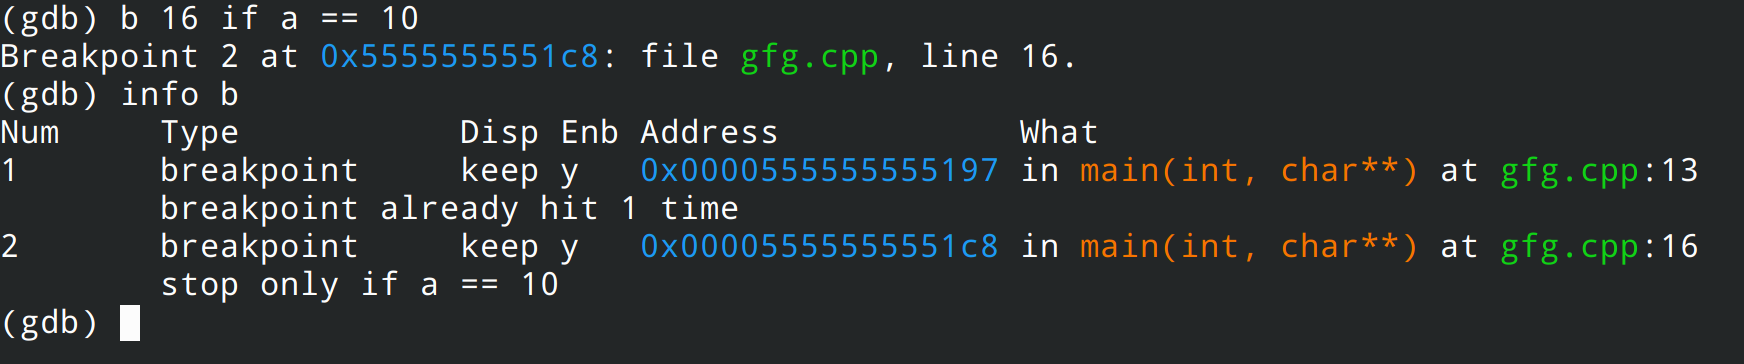 (gdb) b 16 if a == 10
Breakpoint 2 at 0x5555555551c8: file gfg.cpp, line 16.
(gdb) info b
Num     Type           Disp Enb Address            What
1       breakpoint     keep y   0x0000555555555197 in main(int, char**) at gfg.cpp:13
        breakpoint already hit 1 time
2       breakpoint     keep y   0x00005555555551c8 in main(int, char**) at gfg.cpp:16
        stop only if a == 10
(gdb)